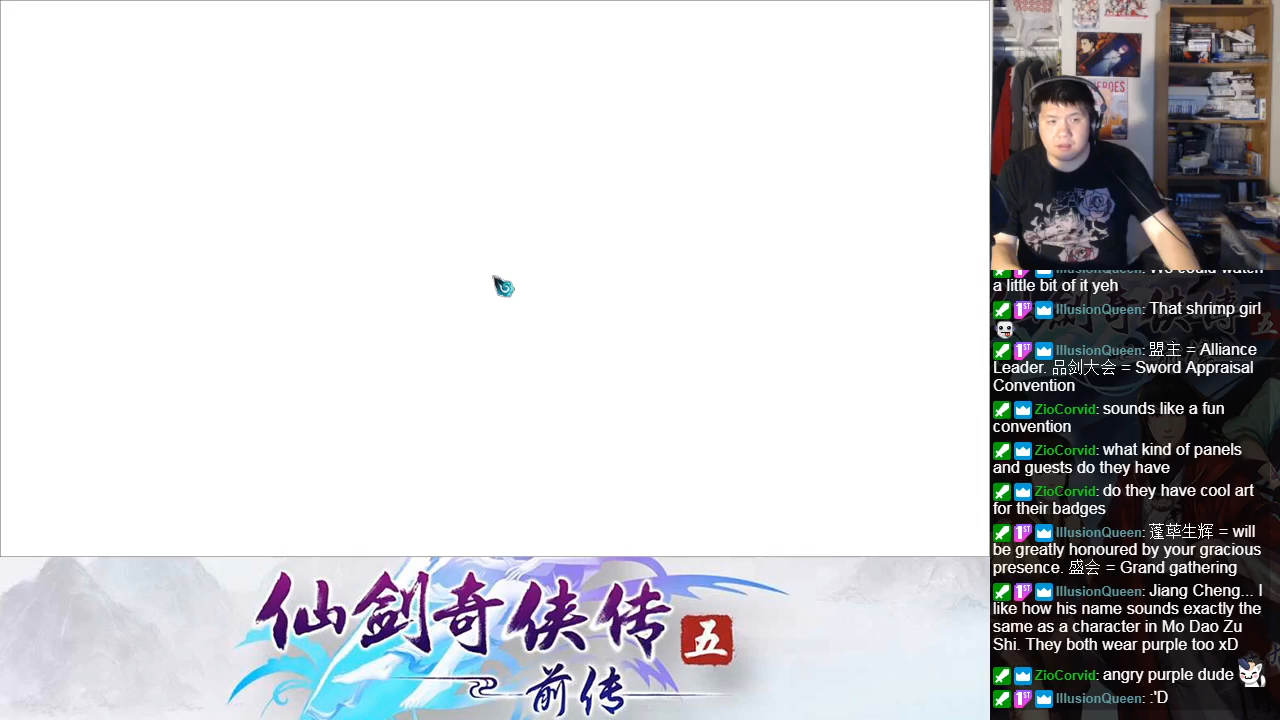 HEROES
IllusionQueen: We could watch
a little bit of it yeh
IllusionQueen: That shrimp girl
IllusionQueen: 盟主 = Alliance
Leader. 品剑大会 = Sword Appraisal
Convention
ZioCorvid: sounds like a fun
convention
ZioCorvid: what kind of panels
and guests do they have
ZioCorvid: do they have cool art
for their badges
IllusionQueen: 蓬荜生辉 = will
be greatly honoured by your gracious
presence. 盛会 = Grand gathering
IllusionQueen: Jiang Cheng... I
like how his name sounds exactly the
same as a character in Mo Dao Zu
Shi. They both wear purple too xD
ZioCorvid: angry purple dude
IllusionQueen: :'D
仙剑奇侠传 五
前传